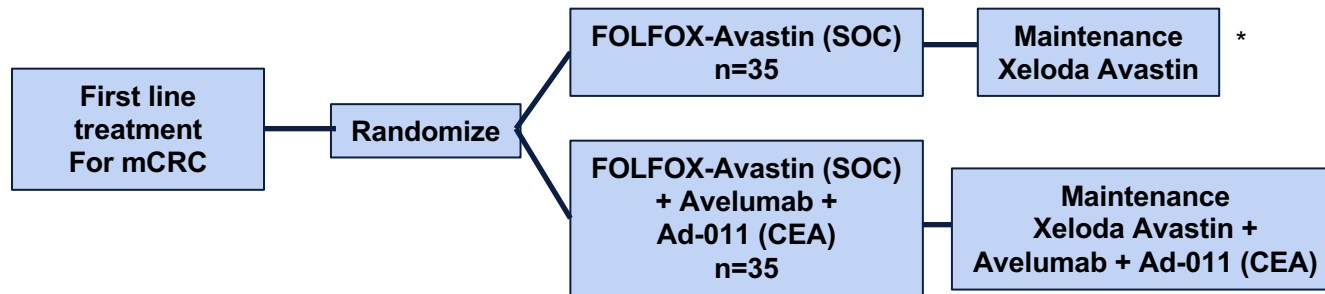 First line
treatment
For mCRC
Randomize
FOLFOX-Avastin (SOC)
n=35
Maintenance
Xeloda Avastin
*
FOLFOX-Avastin (SOC)
+ Avelumab +
Ad-011 (CEA)
n=35
Maintenance
Xeloda Avastin +
Avelumab + Ad-011 (CEA)